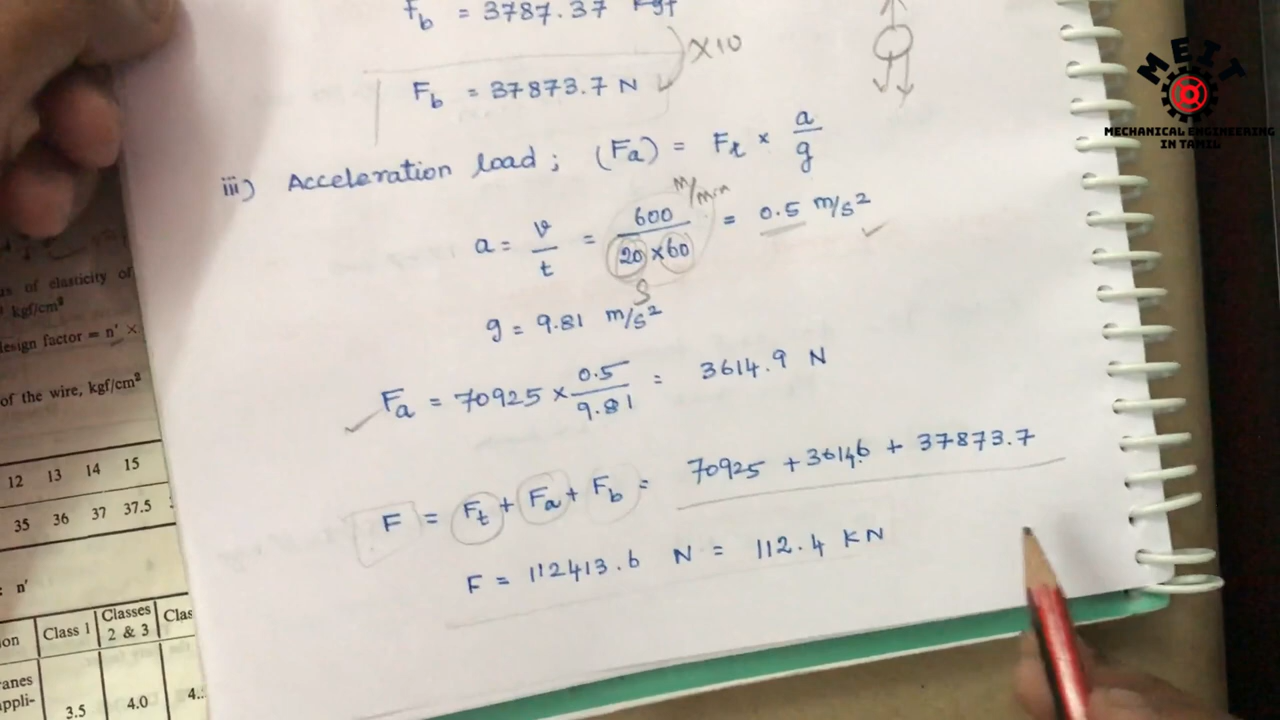 Fb = 3787.37 kgf
×10
Fb = 37873.7 N
iii) Acceleration load ; (Fa) = Ft × a/g
a = v/t = 600/20×60 = 0.5 m/s²
m/min
s
g = 9.81 m/s²
Fa = 70925 × 0.5/9.81 = 3614.9 N
F = Ft + Fa + Fb = 70925 + 3614.6 + 37873.7
F = 112413.6 N = 112.4 KN
MEIT
MECHANICAL ENGINEERING
IN TAMIL
of elasticity of
kgf/cm²
design factor = n' ×
of the wire, kgf/cm²
12 13 14 15
35 36 37 37.5
: n'
Class 1 Classes 2 & 3
appli-
3.5 4.0 4.